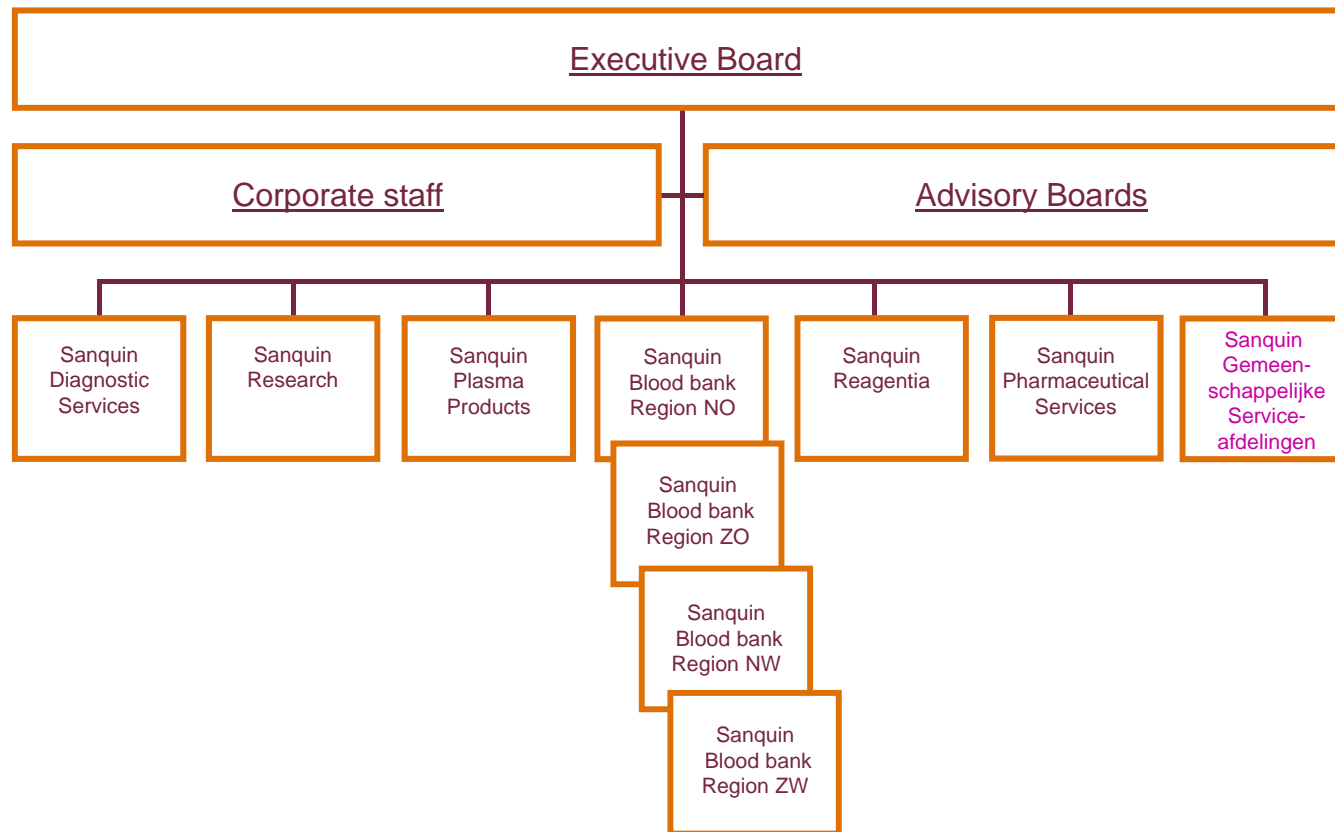 Executive Board
Corporate staff
Advisory Boards
Sanquin
Diagnostic
Services
Sanquin
Research
Sanquin
Plasma
Products
Sanquin
Blood bank
Region NO
Sanquin
Reagentia
Sanquin
Pharmaceutical
Services
Sanquin
Gemeen-
schappelijke
Service-
afdelingen
Sanquin
Blood bank
Region ZO
Sanquin
Blood bank
Region NW
Sanquin
Blood bank
Region ZW